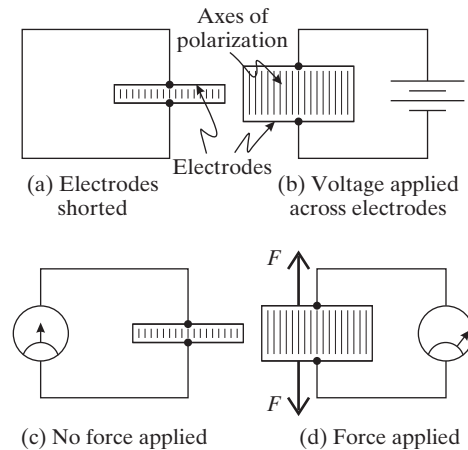 Axes of
polarization
Electrodes
(a) Electrodes
shorted
(b) Voltage applied
across electrodes
F
F
(c) No force applied
(d) Force applied